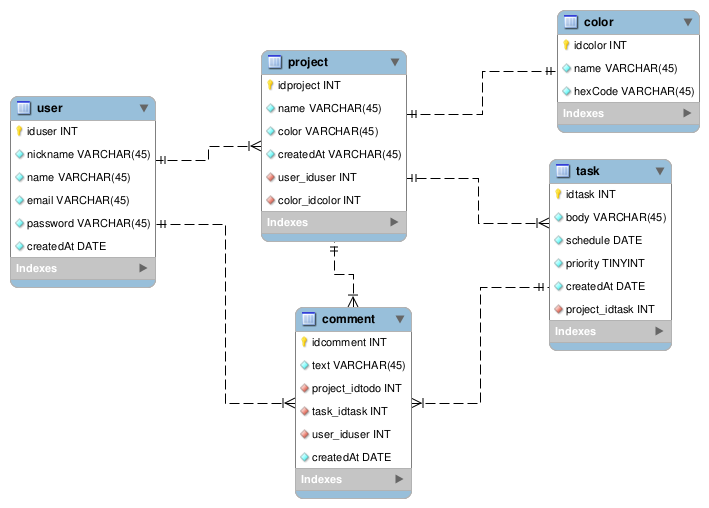 user
iduser INT
nickname VARCHAR(45)
name VARCHAR(45)
email VARCHAR(45)
password VARCHAR(45)
createdAt DATE
Indexes
project
idproject INT
name VARCHAR(45)
color VARCHAR(45)
createdAt VARCHAR(45)
user_iduser INT
color_idcolor INT
Indexes
color
idcolor INT
name VARCHAR(45)
hexCode VARCHAR(45)
Indexes
task
idtask INT
body VARCHAR(45)
schedule DATE
priority TINYINT
createdAt DATE
project_idtask INT
Indexes
comment
idcomment INT
text VARCHAR(45)
project_idtodo INT
task_idtask INT
user_iduser INT
createdAt DATE
Indexes